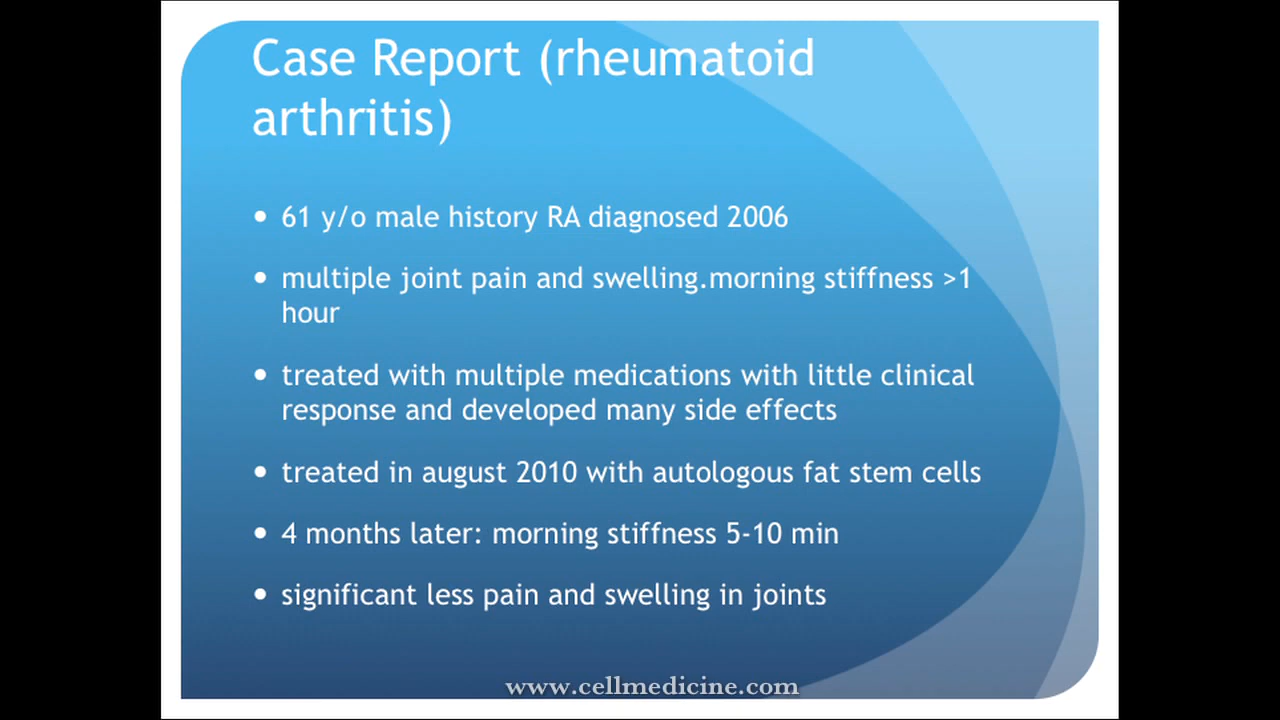 Case Report (rheumatoid
arthritis)
• 61 y/o male history RA diagnosed 2006
• multiple joint pain and swelling.morning stiffness >1
hour
• treated with multiple medications with little clinical
response and developed many side effects
• treated in august 2010 with autologous fat stem cells
• 4 months later: morning stiffness 5-10 min
• significant less pain and swelling in joints
www.cellmedicine.com